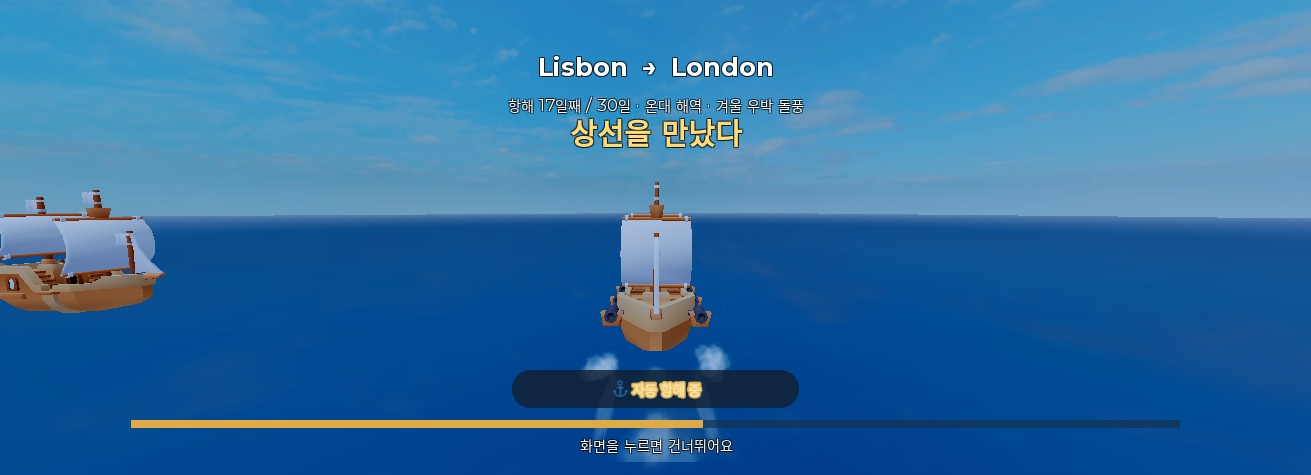 Lisbon → London
항해 17일째 / 30일 · 온대 해역 · 겨울 우박 돌풍
상선을 만났다
⚓ 자동 항해 중
화면을 누르면 건너뛰어요